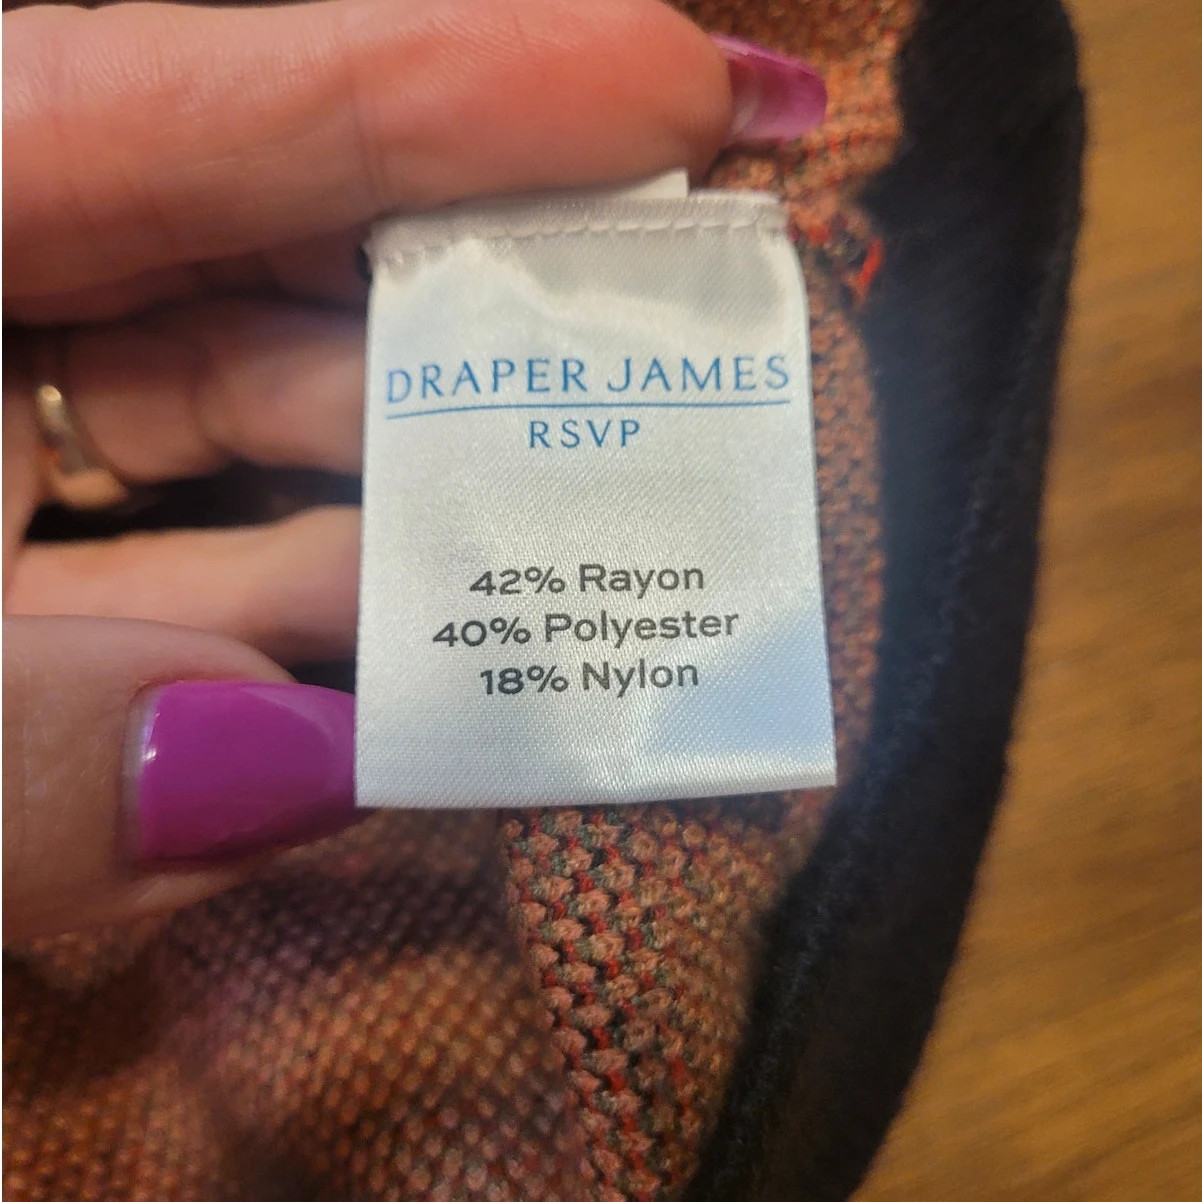 DRAPER JAMES
RSVP
42% Rayon
40% Polyester
18% Nylon